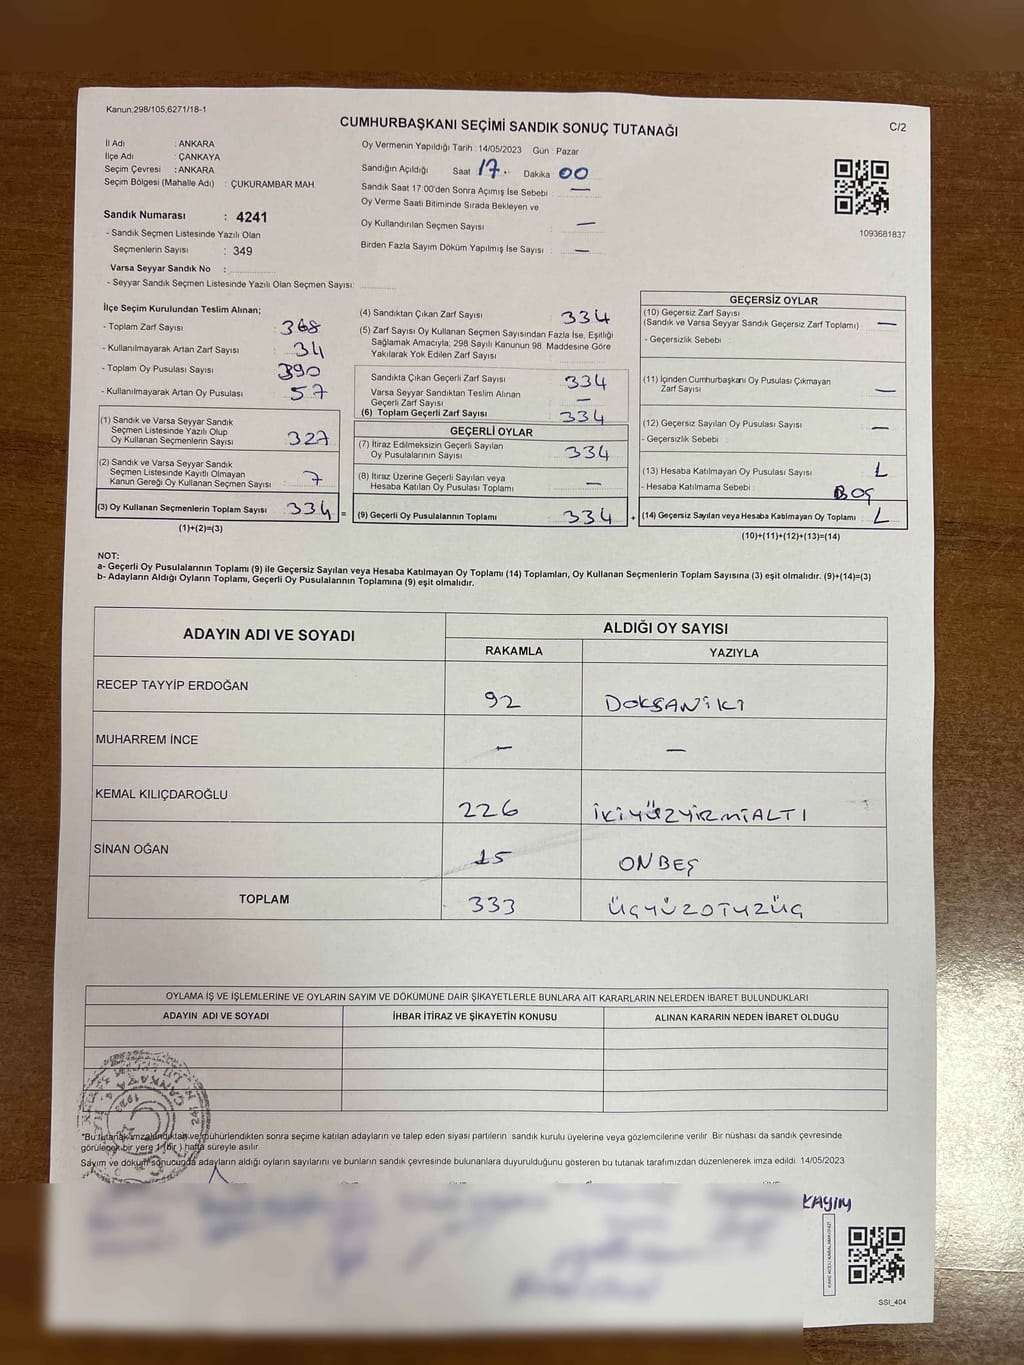 Kanun;298/105,6271/18-1
CUMHURBAŞKANI SEÇİMİ SANDIK SONUÇ TUTANAĞI
C/2
İl Adı : ANKARA
İlçe Adı : ÇANKAYA
Seçim Çevresi : ANKARA
Seçim Bölgesi (Mahalle Adı) : ÇUKURAMBAR MAH
Sandık Numarası : 4241
- Sandık Seçmen Listesinde Yazılı Olan
Seçmenlerin Sayısı : 349
Varsa Seyyar Sandık No :
- Seyyar Sandık Seçmen Listesinde Yazılı Olan Seçmen Sayısı:
Oy Vermenin Yapıldığı Tarih : 14/05/2023 Gün : Pazar
Sandığın Açıldığı Saat 17.. Dakika 00
Sandık Saat 17:00'den Sonra Açımış İse Sebebi : —
Oy Verme Saati Bitiminde Sırada Bekleyen ve
Oy Kullandırılan Seçmen Sayısı : —
Birden Fazla Sayım Döküm Yapılmış İse Sayısı : —
1093681837
İlçe Seçim Kurulundan Teslim Alınan;
- Toplam Zarf Sayısı : 368
- Kullanılmayarak Artan Zarf Sayısı : 34
- Toplam Oy Pusulası Sayısı : 390
- Kullanılmayarak Artan Oy Pusulası : 57
(1) Sandık ve Varsa Seyyar Sandık
Seçmen Listesinde Yazılı Olup
Oy Kullanan Seçmenlerin Sayısı : 327
(2) Sandık ve Varsa Seyyar Sandık
Seçmen Listesinde Kayıtlı Olmayan
Kanun Gereği Oy Kullanan Seçmen Sayısı : 7
(3) Oy Kullanan Seçmenlerin Toplam Sayısı : 334
(1)+(2)=(3)
=
(4) Sandıktan Çıkan Zarf Sayısı : 334
(5) Zarf Sayısı Oy Kullanan Seçmen Sayısından Fazla İse, Eşitliği
Sağlamak Amacıyla; 298 Sayılı Kanunun 98. Maddesine Göre
Yakılarak Yok Edilen Zarf Sayısı
Sandıkta Çıkan Geçerli Zarf Sayısı : 334
Varsa Seyyar Sandıktan Teslim Alınan
Geçerli Zarf Sayısı : —
(6) Toplam Geçerli Zarf Sayısı : 334
GEÇERLİ OYLAR
(7) İtiraz Edilmeksizin Geçerli Sayılan
Oy Pusulalarının Sayısı : 334
(8) İtiraz Üzerine Geçerli Sayılan veya
Hesaba Katılan Oy Pusulası Toplamı : —
(9) Geçerli Oy Pusulalarının Toplamı : 334
+
GEÇERSİZ OYLAR
(10) Geçersiz Zarf Sayısı
(Sandık ve Varsa Seyyar Sandık Geçersiz Zarf Toplamı) : —
- Geçersizlik Sebebi
(11) İçinden Cumhurbaşkanı Oy Pusulası Çıkmayan
Zarf Sayısı : —
(12) Geçersiz Sayılan Oy Pusulası Sayısı : —
- Geçersizlik Sebebi
(13) Hesaba Katılmayan Oy Pusulası Sayısı : 1
- Hesaba Katılmama Sebebi : BOŞ
(14) Geçersiz Sayılan veya Hesaba Katılmayan Oy Toplamı : 1
(10)+(11)+(12)+(13)=(14)
NOT:
a- Geçerli Oy Pusulalarının Toplamı (9) ile Geçersiz Sayılan veya Hesaba Katılmayan Oy Toplamı (14) Toplamları, Oy Kullanan Seçmenlerin Toplam Sayısına (3) eşit olmalıdır. (9)+(14)=(3)
b- Adayların Aldığı Oyların Toplamı, Geçerli Oy Pusulalarının Toplamına (9) eşit olmalıdır.
ADAYIN ADI VE SOYADI
ALDIĞI OY SAYISI
RAKAMLA YAZIYLA
RECEP TAYYİP ERDOĞAN 92 DOKSANİKİ
MUHARREM İNCE — —
KEMAL KILIÇDAROĞLU 226 İKİYÜZYİRMİALTI
SİNAN OĞAN 15 ONBEŞ
TOPLAM 333 ÜÇYÜZOTUZÜÇ
OYLAMA İŞ VE İŞLEMLERİNE VE OYLARIN SAYIM VE DÖKÜMÜNE DAİR ŞİKAYETLERLE BUNLARA AİT KARARLARIN NELERDEN İBARET BULUNDUKLARI
ADAYIN ADI VE SOYADI İHBAR İTİRAZ VE ŞİKAYETİN KONUSU ALINAN KARARIN NEDEN İBARET OLDUĞU
*Bu tutanak imzalandıktan ve mühürlendikten sonra seçime katılan adayların ve talep eden siyasi partilerin sandık kurulu üyelerine veya gözlemcilerine verilir Bir nüshası da sandık çevresinde
görülecek bir yere 1 (bir) hafta süreyle asılır.
Sayım ve döküm sonucunda adayların aldığı oyların sayılarını ve bunların sandık çevresinde bulunanlara duyurulduğunu gösteren bu tutanak tarafımızdan düzenlenerek imza edildi 14/05/2023
KAYIM
SSI_404